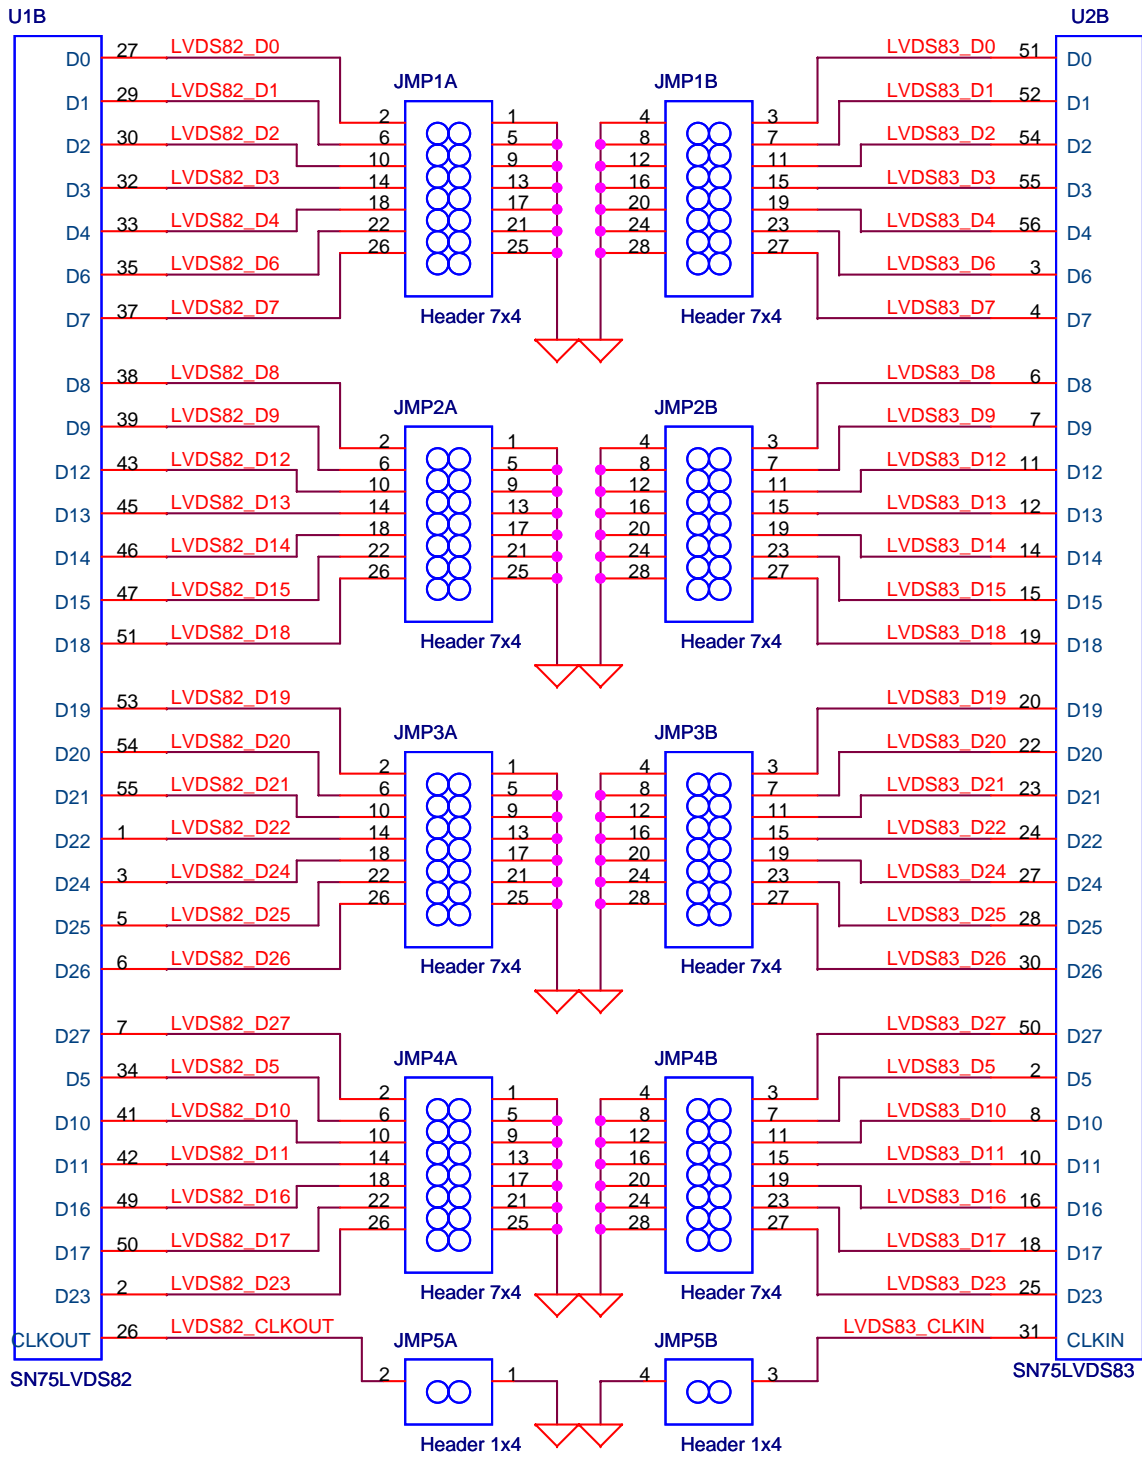 U1B U2B
D0 27 LVDS82_D0 LVDS83_D0 51 D0
JMP1A JMP1B
D1 29 LVDS82_D1 LVDS83_D1 52 D1
2 1 4 3
D2 30 LVDS82_D2 6 5 8 7 LVDS83_D2 54 D2
10 9 12 11
D3 32 LVDS82_D3 14 13 16 15 LVDS83_D3 55 D3
18 17 20 19
D4 33 LVDS82_D4 22 21 24 23 LVDS83_D4 56 D4
26 25 28 27
D6 35 LVDS82_D6 LVDS83_D6 3 D6
D7 37 LVDS82_D7 Header 7x4 Header 7x4 LVDS83_D7 4 D7
D8 38 LVDS82_D8 LVDS83_D8 6 D8
JMP2A JMP2B
D9 39 LVDS82_D9 LVDS83_D9 7 D9
2 1 4 3
D12 43 LVDS82_D12 6 5 8 7 LVDS83_D12 11 D12
10 9 12 11
D13 45 LVDS82_D13 14 13 16 15 LVDS83_D13 12 D13
18 17 20 19
D14 46 LVDS82_D14 22 21 24 23 LVDS83_D14 14 D14
26 25 28 27
D15 47 LVDS82_D15 LVDS83_D15 15 D15
D18 51 LVDS82_D18 Header 7x4 Header 7x4 LVDS83_D18 19 D18
D19 53 LVDS82_D19 LVDS83_D19 20 D19
JMP3A JMP3B
D20 54 LVDS82_D20 LVDS83_D20 22 D20
2 1 4 3
D21 55 LVDS82_D21 6 5 8 7 LVDS83_D21 23 D21
10 9 12 11
D22 1 LVDS82_D22 14 13 16 15 LVDS83_D22 24 D22
18 17 20 19
D24 3 LVDS82_D24 22 21 24 23 LVDS83_D24 27 D24
26 25 28 27
D25 5 LVDS82_D25 LVDS83_D25 28 D25
D26 6 LVDS82_D26 Header 7x4 Header 7x4 LVDS83_D26 30 D26
D27 7 LVDS82_D27 LVDS83_D27 50 D27
JMP4A JMP4B
D5 34 LVDS82_D5 LVDS83_D5 2 D5
2 1 4 3
D10 41 LVDS82_D10 6 5 8 7 LVDS83_D10 8 D10
10 9 12 11
D11 42 LVDS82_D11 14 13 16 15 LVDS83_D11 10 D11
18 17 20 19
D16 49 LVDS82_D16 22 21 24 23 LVDS83_D16 16 D16
26 25 28 27
D17 50 LVDS82_D17 LVDS83_D17 18 D17
D23 2 LVDS82_D23 Header 7x4 Header 7x4 LVDS83_D23 25 D23
CLKOUT 26 LVDS82_CLKOUT JMP5A JMP5B LVDS83_CLKIN 31 CLKIN
SN75LVDS82 2 1 4 3 SN75LVDS83
Header 1x4 Header 1x4